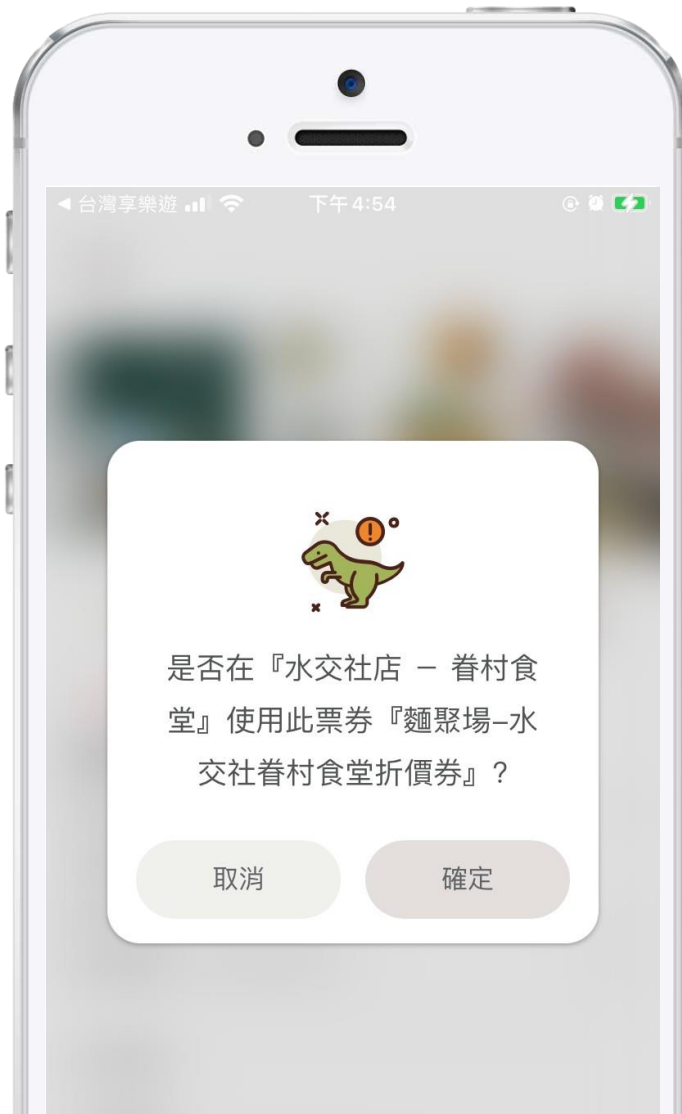 ◀ 台灣享樂遊 下午4:54
是否在『水交社店 – 眷村食
堂』使用此票券『麵聚場–水
交社眷村食堂折價券』?
取消 確定